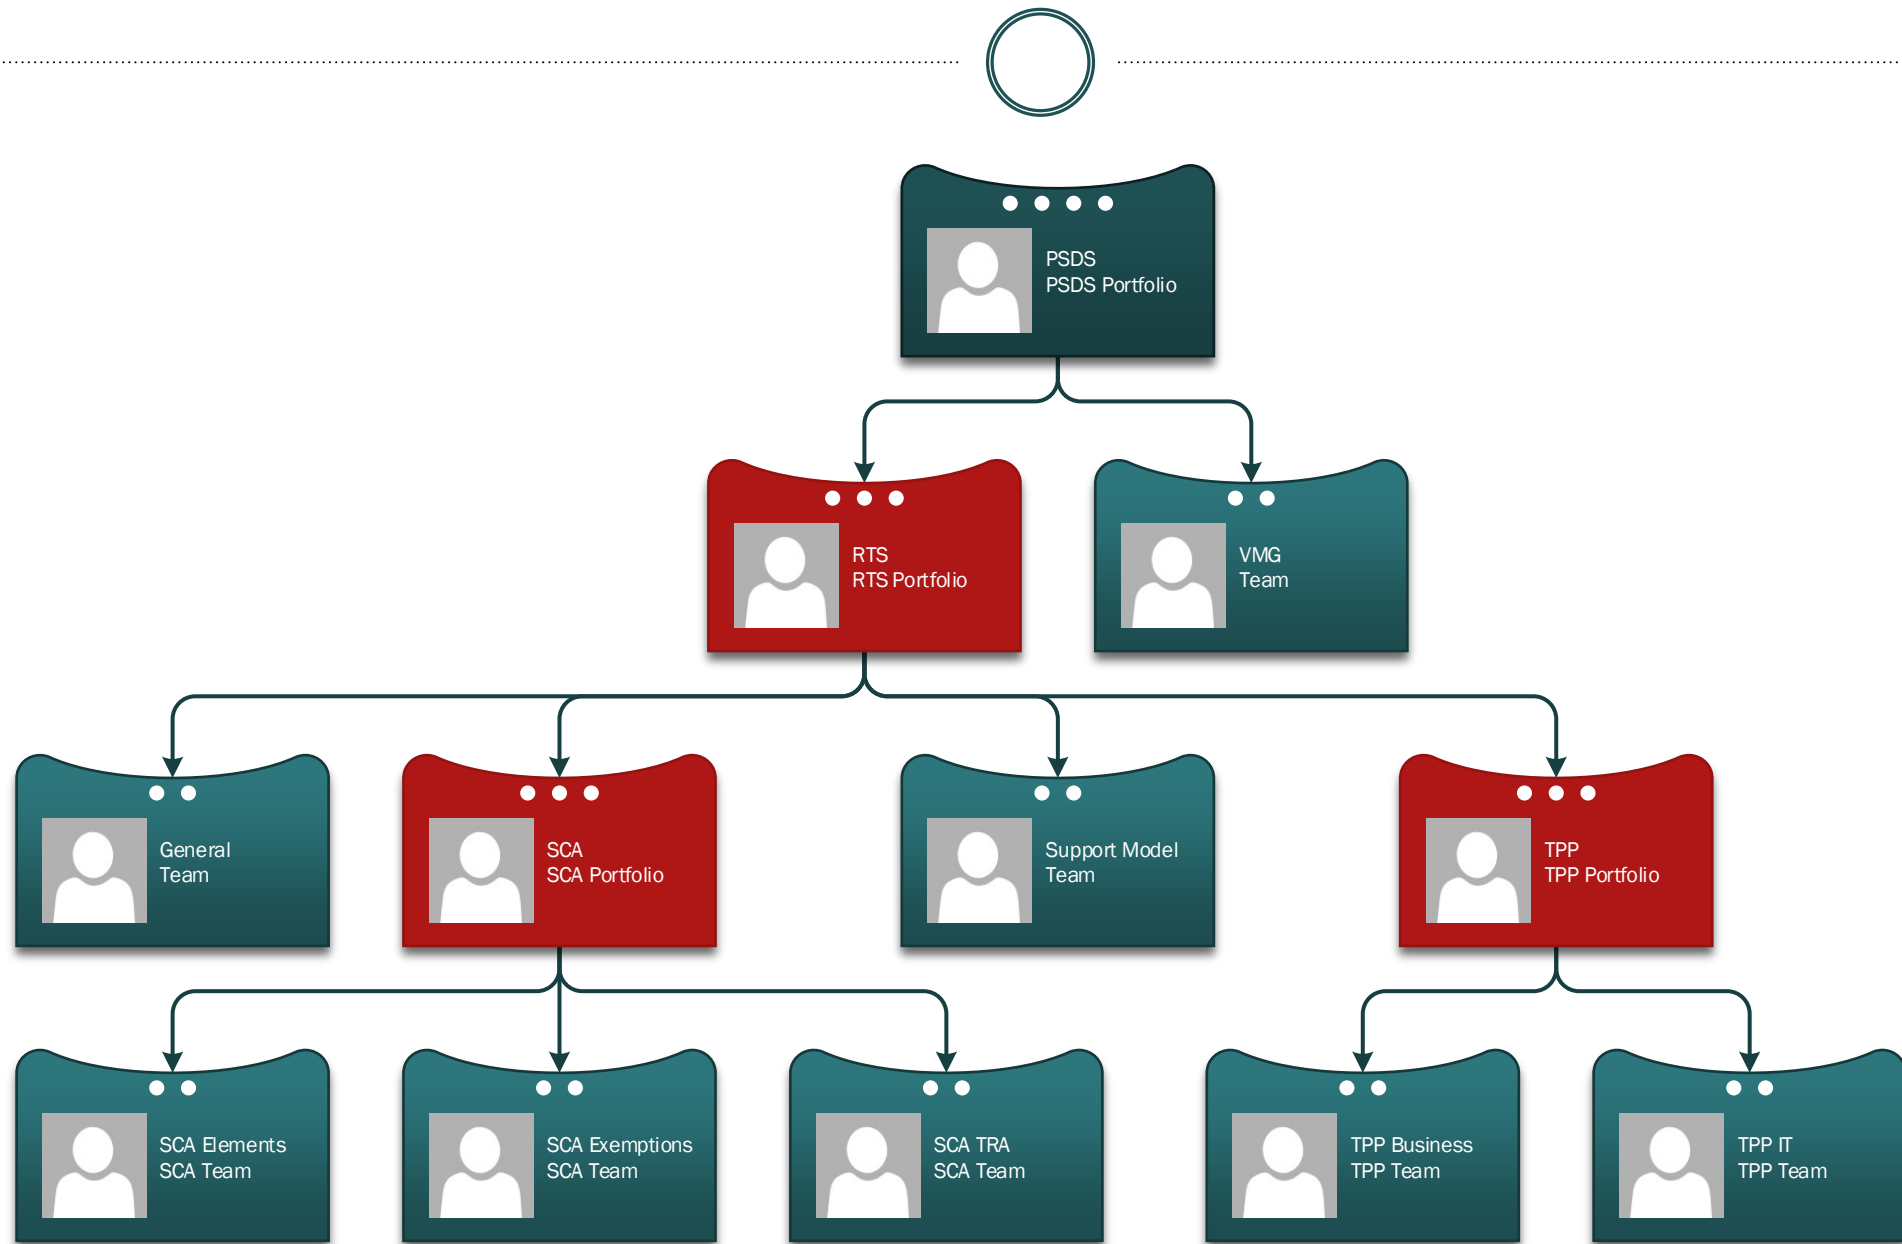 PSDS
PSDS Portfolio
RTS
RTS Portfolio
VMG
Team
General
Team
SCA
SCA Portfolio
Support Model
Team
TPP
TPP Portfolio
SCA Elements
SCA Team
SCA Exemptions
SCA Team
SCA TRA
SCA Team
TPP Business
TPP Team
TPP IT
TPP Team